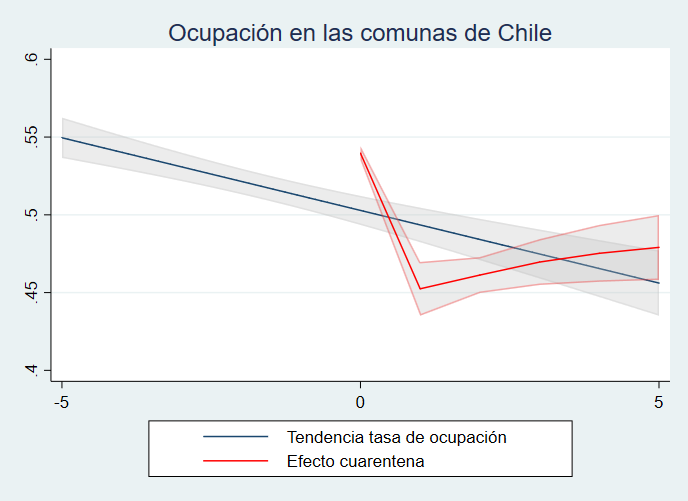 Ocupación en las comunas de Chile
.6
.55
.5
.45
.4
-5
0
5
Tendencia tasa de ocupación
Efecto cuarentena